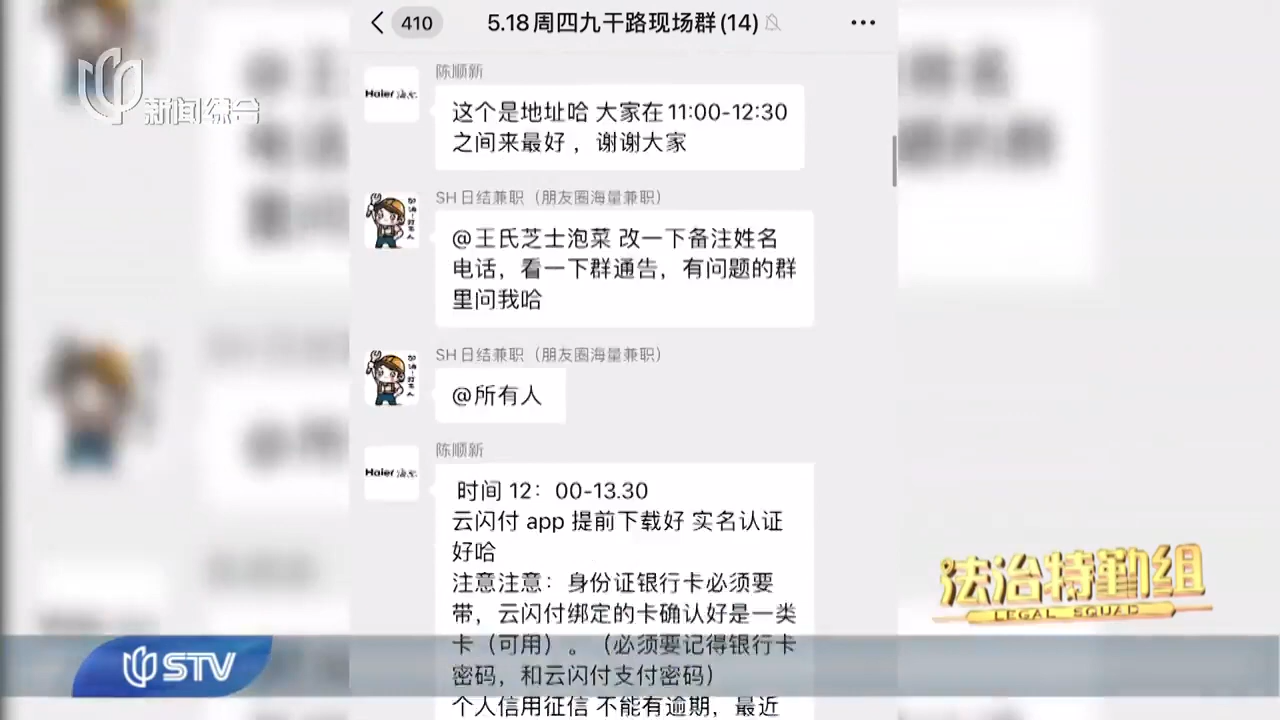 410
5.18周四九干路现场群(14)
新闻综合
陈顺新
Haier 海尔
这个是地址哈 大家在11:00-12:30
之间来最好 ，谢谢大家
SH 日结兼职（朋友圈海量兼职）
@王氏芝士泡菜 改一下备注姓名
电话，看一下群通告，有问题的群
里问我哈
SH 日结兼职（朋友圈海量兼职）
@所有人
陈顺新
Haier 海尔
时间 12：00-13.30
云闪付 app 提前下载好 实名认证
好哈
注意注意：身份证银行卡必须要
带，云闪付绑定的卡确认好是一类
卡（可用）。（必须要记得银行卡
密码，和云闪付支付密码）
个人信用征信 不能有逾期，最近
法治特勤组
LEGAL SQUAD
STV